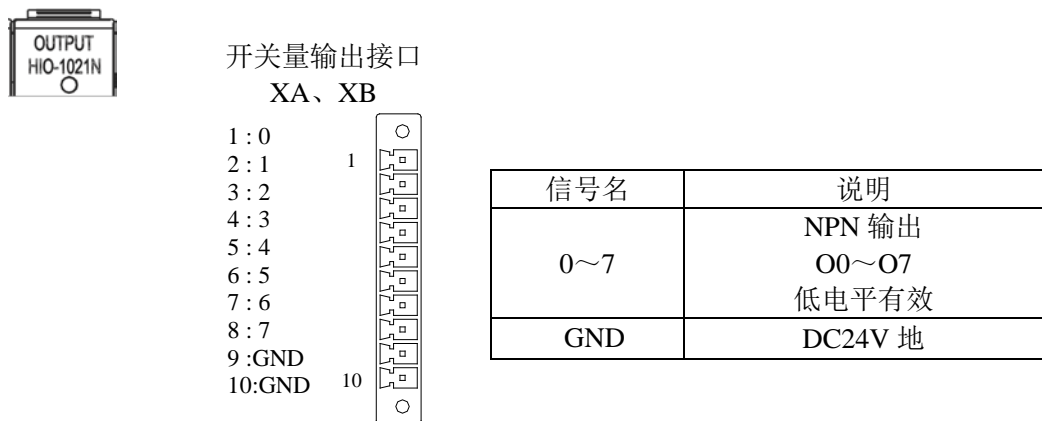 OUTPUT
HIO-1021N
开关量输出接口
XA、XB
1 : 0
2 : 1
3 : 2
4 : 3
5 : 4
6 : 5
7 : 6
8 : 7
9 :GND
10:GND
1
10
信号名 说明
0～7 NPN 输出
O0～O7
低电平有效
GND DC24V 地